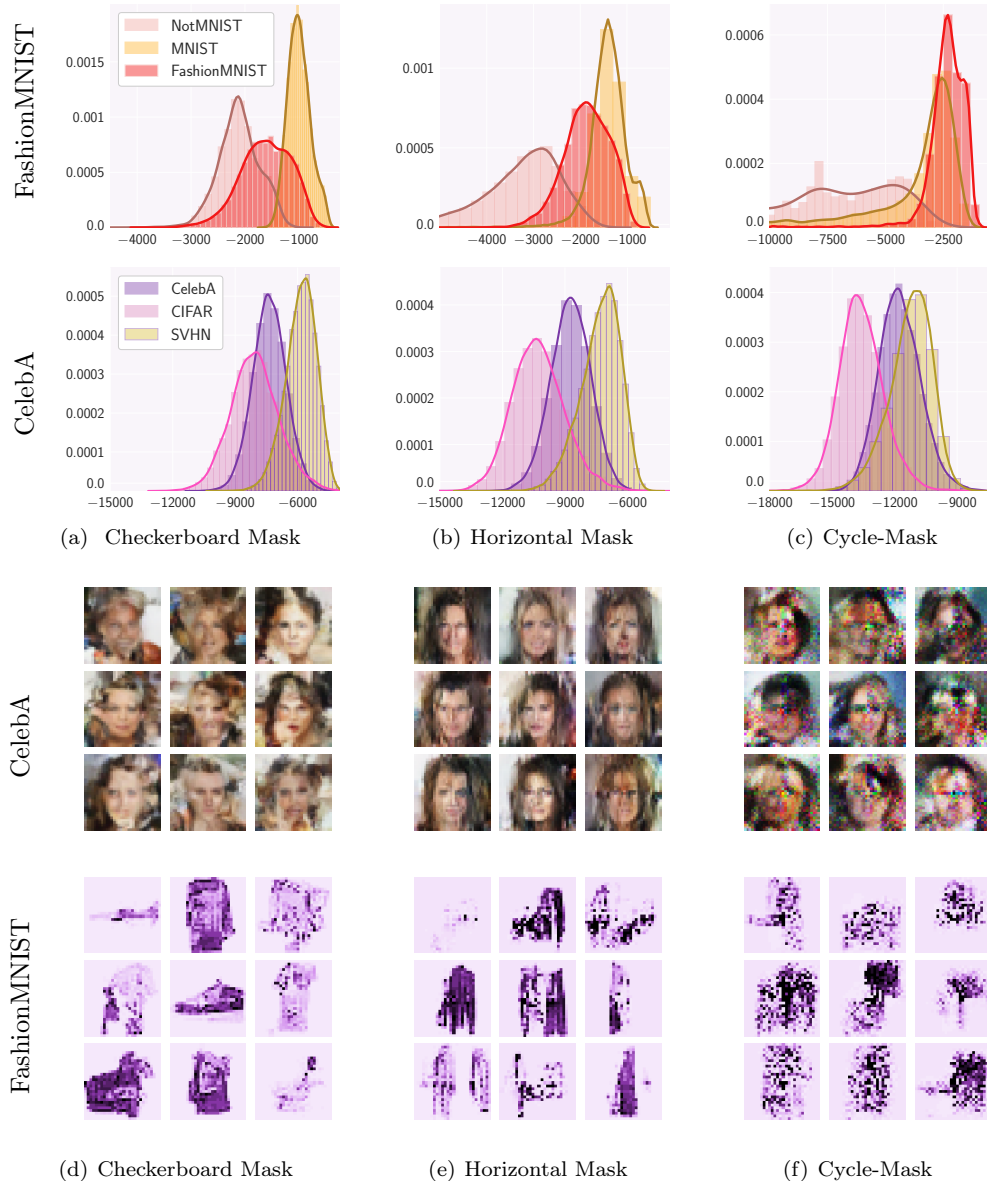 FashionMNIST
NotMNIST
MNIST
FashionMNIST
0.0015
0.001
0.0005
0.0
−4000 −3000 −2000 −1000
0.001
0.0005
0.0
−4000 −3000 −2000 −1000
0.0006
0.0004
0.0002
0.0
−10000 −7500 −5000 −2500
CelebA
CelebA
CIFAR
SVHN
0.0005
0.0004
0.0003
0.0002
0.0001
0.0
−15000 −12000 −9000 −6000
0.0004
0.0003
0.0002
0.0001
0.0
−15000 −12000 −9000 −6000
0.0004
0.0003
0.0002
0.0001
0.0
−18000 −15000 −12000 −9000
(a) Checkerboard Mask
(b) Horizontal Mask
(c) Cycle-Mask
CelebA
FashionMNIST
(d) Checkerboard Mask
(e) Horizontal Mask
(f) Cycle-Mask